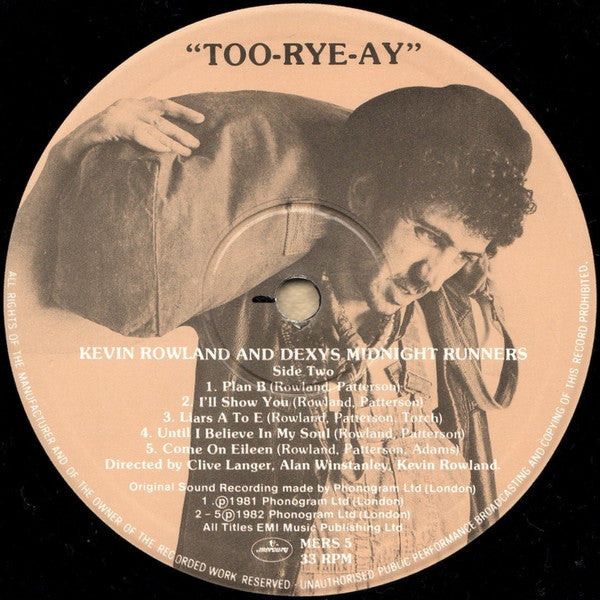 “TOO-RYE-AY”
KEVIN ROWLAND AND DEXYS MIDNIGHT RUNNERS
Side Two
1. Plan B (Rowland, Patterson)
2. I'll Show You (Rowland, Patterson)
3. Liars A To E (Rowland, Patterson, Torch)
4. Until I Believe In My Soul (Rowland, Patterson)
5. Come On Eileen (Rowland, Patterson, Adams)
Directed by Clive Langer, Alan Winstanley, Kevin Rowland.
Original Sound Recording made by Phonogram Ltd (London)
1 . ℗1981 Phonogram Ltd (London)
2 - 5℗1982 Phonogram Ltd (London)
All Titles EMI Music Publishing Ltd
mercury
MERS 5
33 RPM
ALL RIGHTS OF THE MANUFACTURER AND OF THE OWNER OF THE RECORDED WORK RESERVED · UNAUTHORISED PUBLIC PERFORMANCE BROADCASTING AND COPYING OF THIS RECORD PROHIBITED.